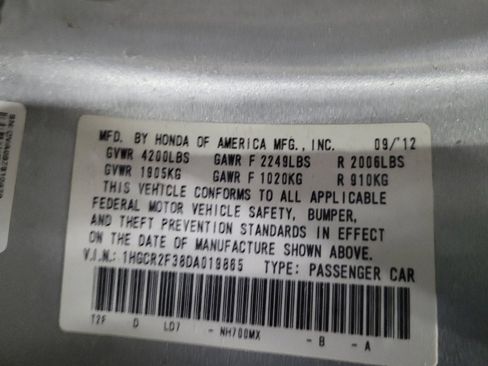 MFD. BY HONDA OF AMERICA MFG., INC. 09/'12
GVWR 4200LBS GAWR F 2249LBS R 2006LBS
GVWR 1905KG GAWR F 1020KG R 910KG
THIS VEHICLE CONFORMS TO ALL APPLICABLE
FEDERAL MOTOR VEHICLE SAFETY, BUMPER,
AND THEFT PREVENTION STANDARDS IN EFFECT
ON THE DATE OF MANUFACTURE SHOWN ABOVE.
V.I.N.: TYPE: PASSENGER CAR
T2F D LD7 - NH700MX - B - A